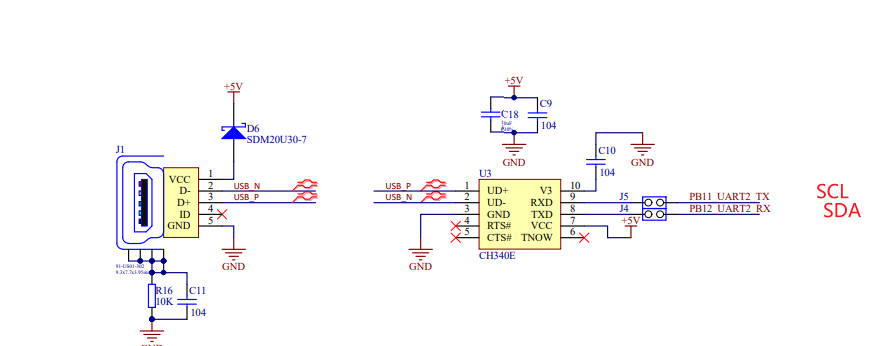 +5V
D6
SDM20U30-7
J1
VCC 1
D- 2 USB_N
D+ 3 USB_P
ID 4
GND 5
GND
R16
10K
C11
104
+5V
C18
C9
104
GND
C10
104
GND
U3
USB_P 1 UD+ V3 10
USB_N 2 UD- RXD 9 J5 PB11_UART2_TX
3 GND TXD 8 J4 PB12_UART2_RX
4 RTS# VCC 7 +5V
5 CTS# TNOW 6
GND
CH340E
SCL
SDA